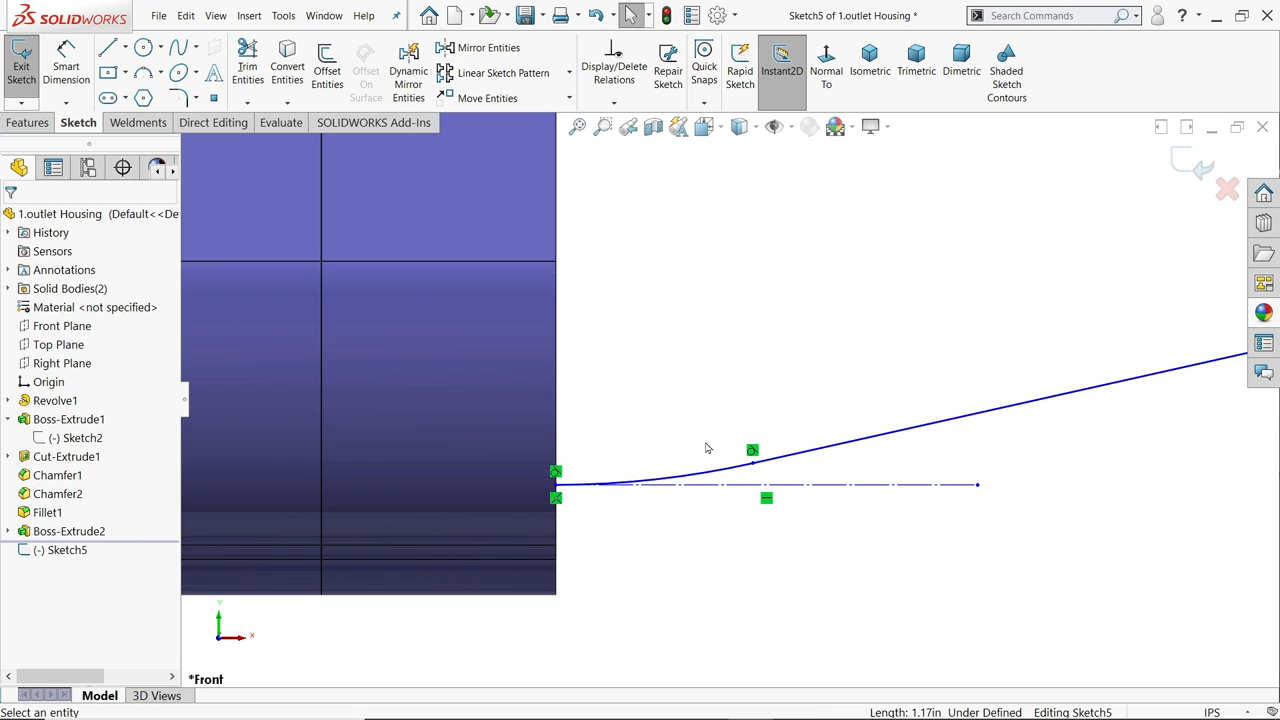 SOLIDWORKS
File Edit View Insert Tools Window Help
Sketch5 of 1.outlet Housing *
Search Commands
Exit Sketch
Smart Dimension
Trim Entities
Convert Entities
Offset Entities
Offset On Surface
Dynamic Mirror Entities
Mirror Entities
Linear Sketch Pattern
Move Entities
Display/Delete Relations
Repair Sketch
Quick Snaps
Rapid Sketch
Instant2D
Normal To
Isometric
Trimetric
Dimetric
Shaded Sketch Contours
Features Sketch Weldments Direct Editing Evaluate SOLIDWORKS Add-Ins
1.outlet Housing (Default<<De
History
Sensors
Annotations
Solid Bodies(2)
Material <not specified>
Front Plane
Top Plane
Right Plane
Origin
Revolve1
Boss-Extrude1
(-) Sketch2
Cut-Extrude1
Chamfer1
Chamfer2
Fillet1
Boss-Extrude2
(-) Sketch5
Y
X
*Front
Model 3D Views
Select an entity
Length: 1.17in Under Defined Editing Sketch5 IPS